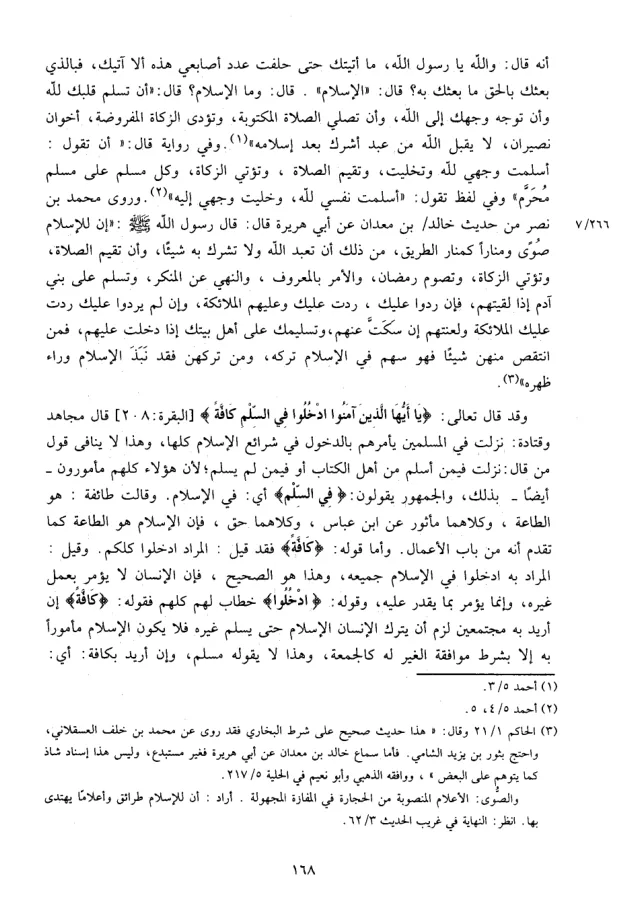 أنه قال: والله يا رسول الله، ما أتيتك حتى حلفت عدد أصابعي هذه ألا آتيك، فبالذي
بعثك بالحق ما بعثك به؟ قال: «الإسلام» . قال: وما الإسلام؟ قال:«أن تسلم قلبك لله
وأن توجه وجهك إلى الله، وأن تصلي الصلاة المكتوبة، وتؤدى الزكاة المفروضة، أخوان
نصيران، لا يقبل الله من عبد أشرك بعد إسلامه»(١).وفي رواية قال:« أن تقول :
أسلمت وجهي لله وتخليت، وتقيم الصلاة ، وتؤتي الزكاة، وكل مسلم على مسلم
مُحَرَّم» وفي لفظ تقول: «أسلمت نفسي لله، وخليت وجهي إليه»(٢).وروى محمد بن
٧/٢٦٦ نصر من حديث خالد/ بن معدان عن أبي هريرة قال: قال رسول الله ﷺ :«إن للإسلام
صُوًى ومناراً كمنار الطريق، من ذلك أن تعبد الله ولا تشرك به شيئًا، وأن تقيم الصلاة،
وتؤتي الزكاة، وتصوم رمضان، والأمر بالمعروف ، والنهي عن المنكر، وتسلم على بني
آدم إذا لقيتهم، فإن ردوا عليك ، ردت عليك وعليهم الملائكة، وإن لم يردوا عليك ردت
عليك الملائكة ولعنتهم إن سكَتَّ عنهم،وتسليمك على أهل بيتك إذا دخلت عليهم، فمن
انتقص منهن شيئًا فهو سهم في الإسلام تركه، ومن تركهن فقد نَبَذَ الإسلام وراء
ظهره»(٣).
وقد قال تعالى: ﴿يَا أَيُّهَا الَّذِينَ آمَنُوا ادْخُلُوا فِي السِّلْمِ كَافَّةً ﴾ [البقرة:٢٠٨] قال مجاهد
وقتادة: نزلت في المسلمين يأمرهم بالدخول في شرائع الإسلام كلها، وهذا لا ينافى قول
من قال:نزلت فيمن أسلم من أهل الكتاب أو فيمن لم يسلم؛لأن هؤلاء كلهم مأمورون ـ
أيضًا ـ بذلك، والجمهور يقولون:﴿ فِي السِّلْمِ﴾ أي: في الإسلام. وقالت طائفة : هو
الطاعة ، وكلاهما مأثور عن ابن عباس ، وكلاهما حق ، فإن الإسلام هو الطاعة كما
تقدم أنه من باب الأعمال. وأما قوله: ﴿كَافَّةً﴾ فقد قيل : المراد ادخلوا كلكم. وقيل :
المراد به ادخلوا في الإسلام جميعه، وهذا هو الصحيح ، فإن الإنسان لا يؤمر بعمل
غيره، وإنما يؤمر بما يقدر عليه، وقوله: ﴿ ادْخُلُوا﴾ خطاب لهم كلهم فقوله: ﴿كَافَّةً﴾ إن
أريد به مجتمعين لزم أن يترك الإنسان الإسلام حتى يسلم غيره فلا يكون الإسلام مأموراً
به إلا بشرط موافقة الغير له كالجمعة، وهذا لا يقوله مسلم، وإن أريد بكافة: أي:
(١) أحمد ٣/٥.
(٢) أحمد ٤/٥، ٥.
(٣) الحاكم ٢١/١ وقال: « هذا حديث صحيح على شرط البخاري فقد روى عن محمد بن خلف العسقلاني،
واحتج بثور بن يزيد الشامي. فأما سماع خالد بن معدان عن أبي هريرة فغير مستبدع، وليس هذا إسناد شاذ
كما يتوهم على البعض » ، ووافقه الذهبي وأبو نعيم في الحلية ٢١٧/٥.
والصُّوى: الأعلام المنصوبة من الحجارة في المفازة المجهولة . أراد : أن للإسلام طرائق وأعلامًا يهتدى
بها. انظر: النهاية في غريب الحديث ٦٢/٣.
١٦٨